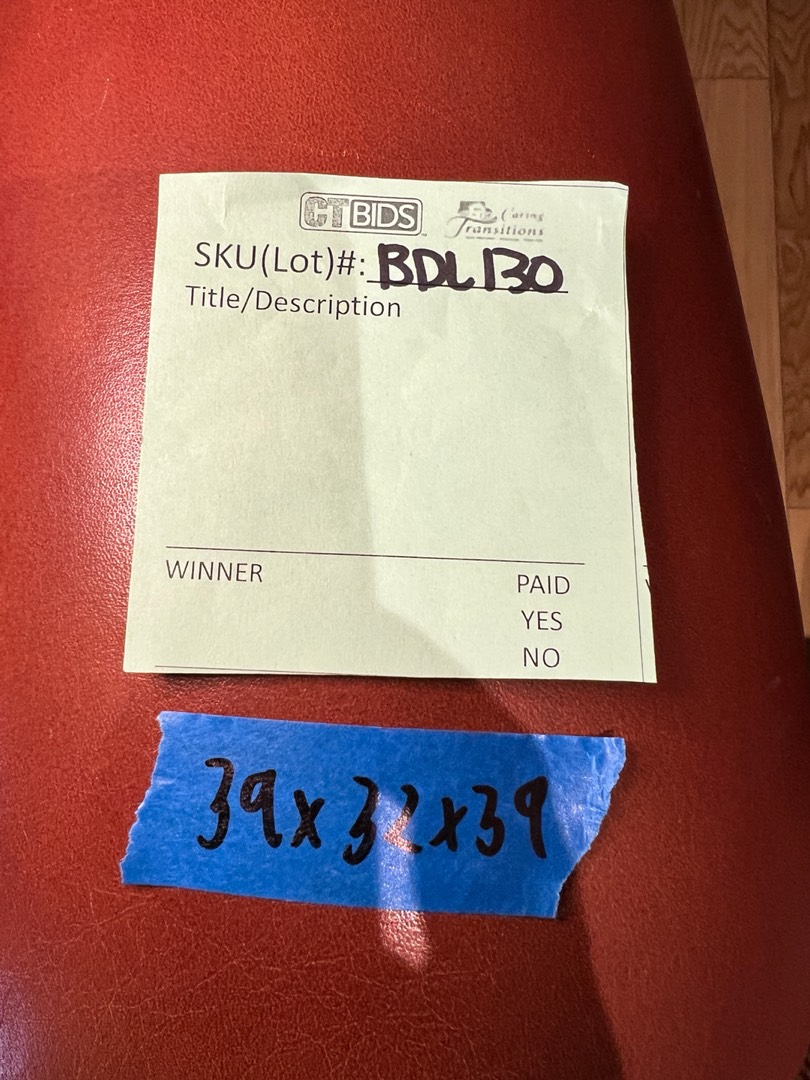 CTBIDS
Caring
Transitions
SKU(Lot)#: BDL130
Title/Description
WINNER
PAID
YES
NO
39x32x39